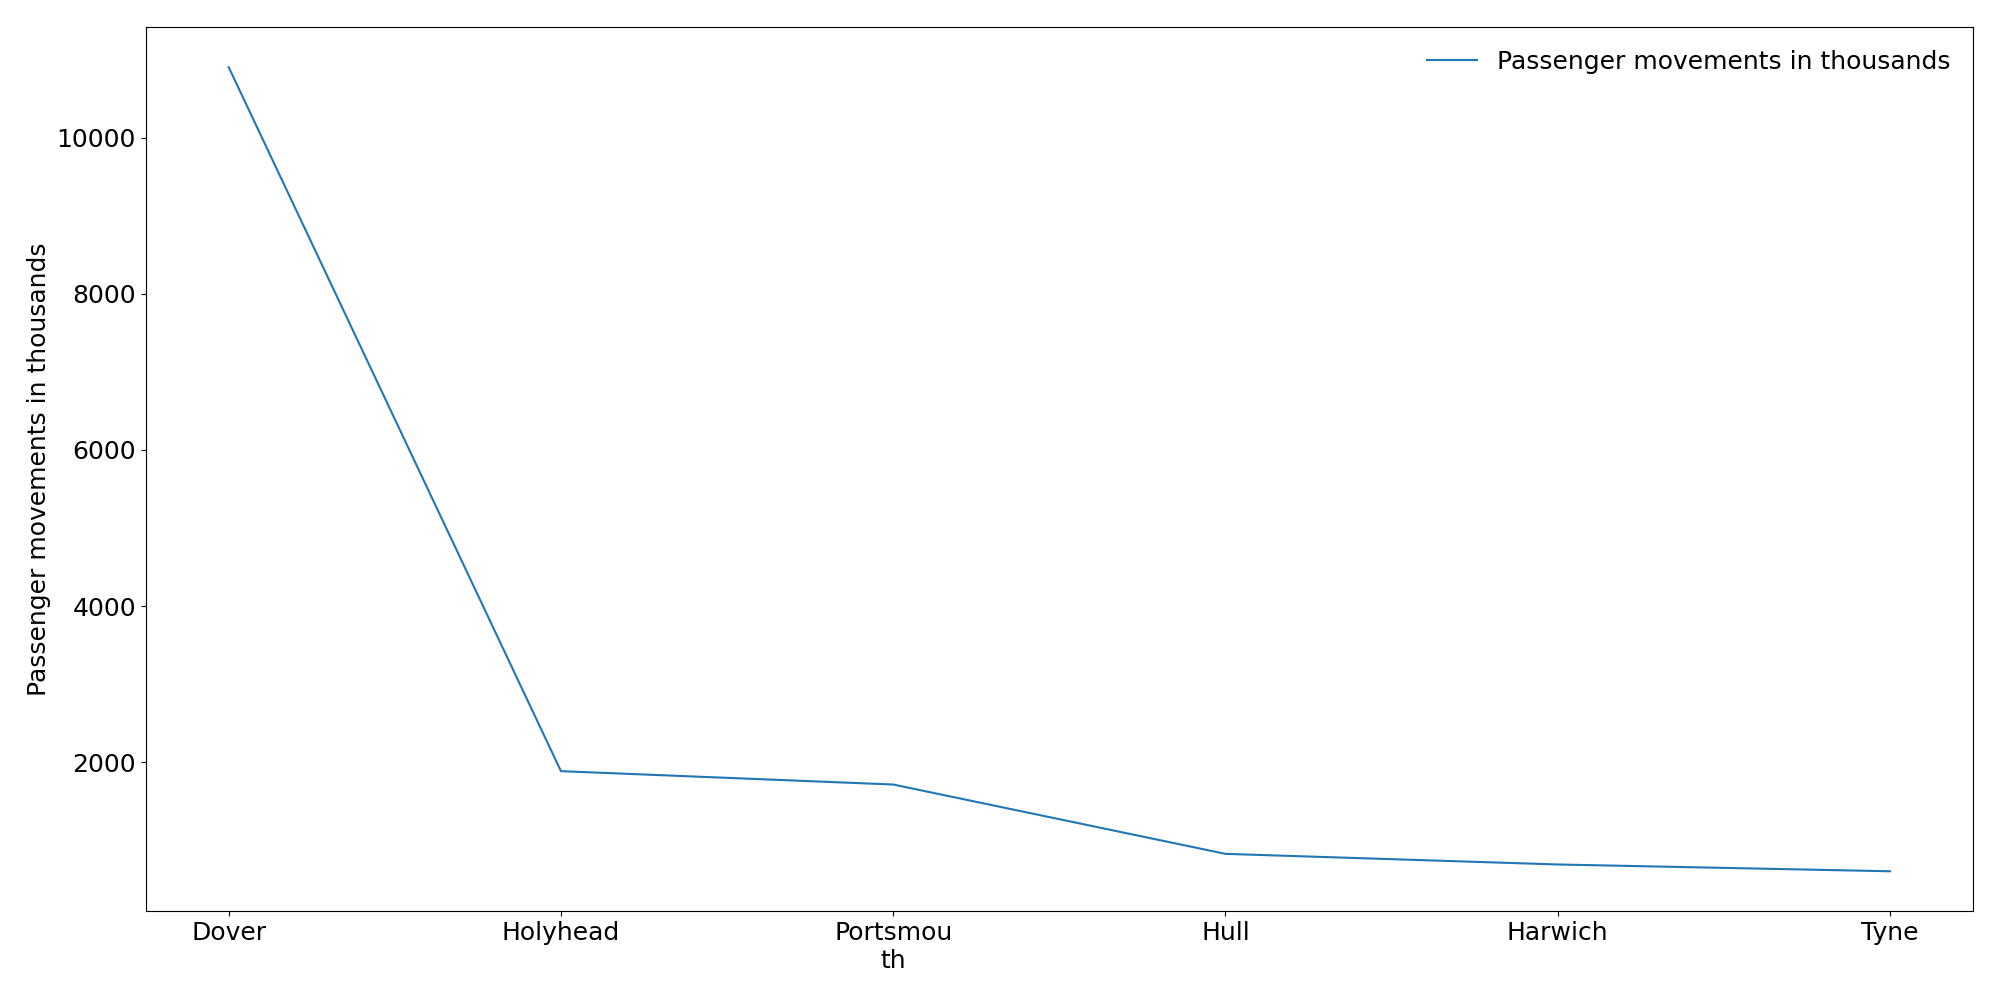 Passenger movements in thousands
Passenger movements in thousands
10000
8000
6000
4000
2000
Dover
Holyhead
Portsmou
th
Hull
Harwich
Tyne